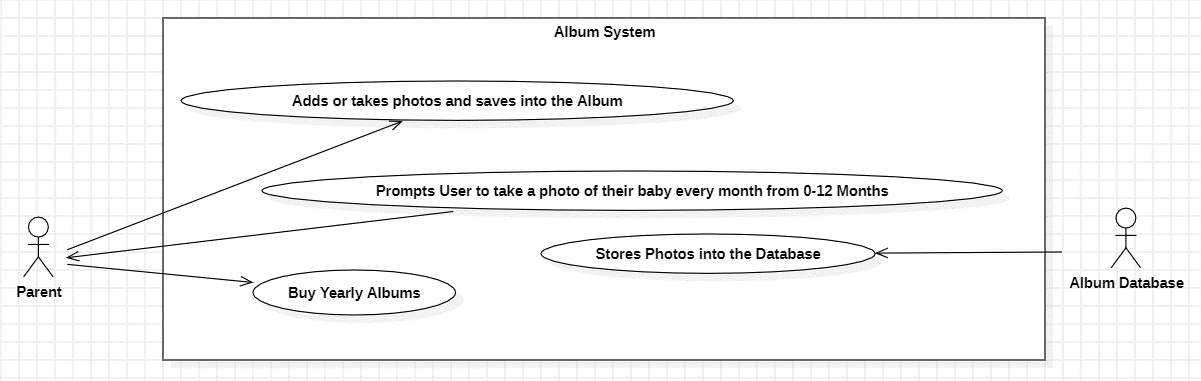 Album System
Adds or takes photos and saves into the Album
Prompts User to take a photo of their baby every month from 0-12 Months
Stores Photos into the Database
Buy Yearly Albums
Parent
Album Database